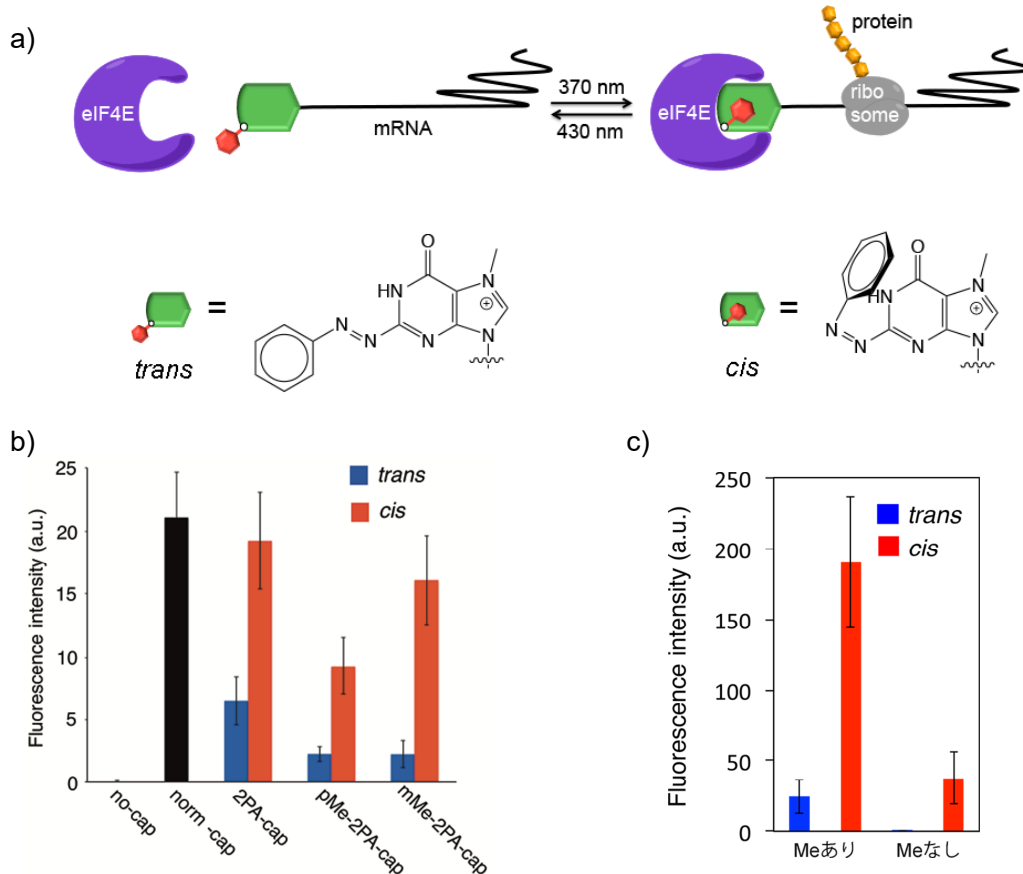 a)
protein
eIF4E
mRNA
370 nm
430 nm
eIF4E
ribo
some
=
trans
O
HN
N
N
N
N
N
+
=
cis
O
HN
N
N
N
N
N
+
b)
Fluorescence intensity (a.u.)
25
20
15
10
5
0
trans
cis
no-cap
norm -cap
2PA-cap
pMe-2PA-cap
mMe-2PA-cap
c)
Fluorescence intensity (a.u.)
250
200
150
100
50
0
trans
cis
Meあり
Meなし